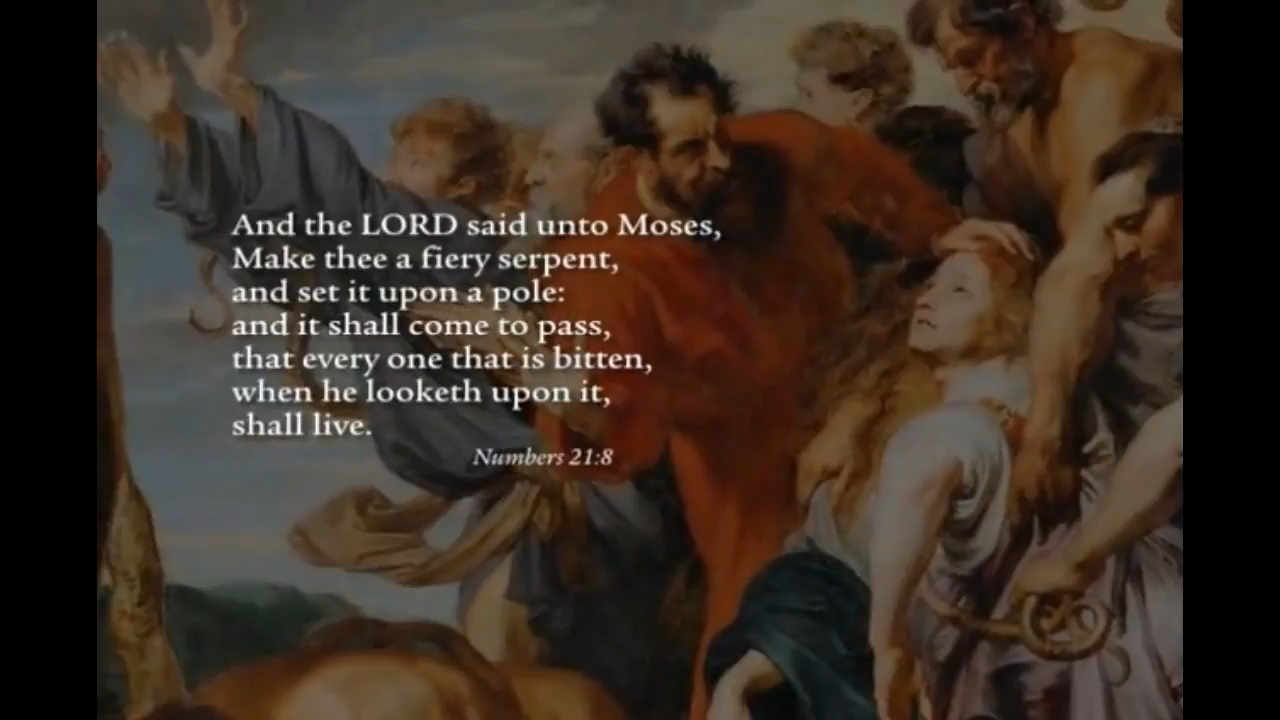 And the LORD said unto Moses,
Make thee a fiery serpent,
and set it upon a pole:
and it shall come to pass,
that every one that is bitten,
when he looketh upon it,
shall live.
Numbers 21:8